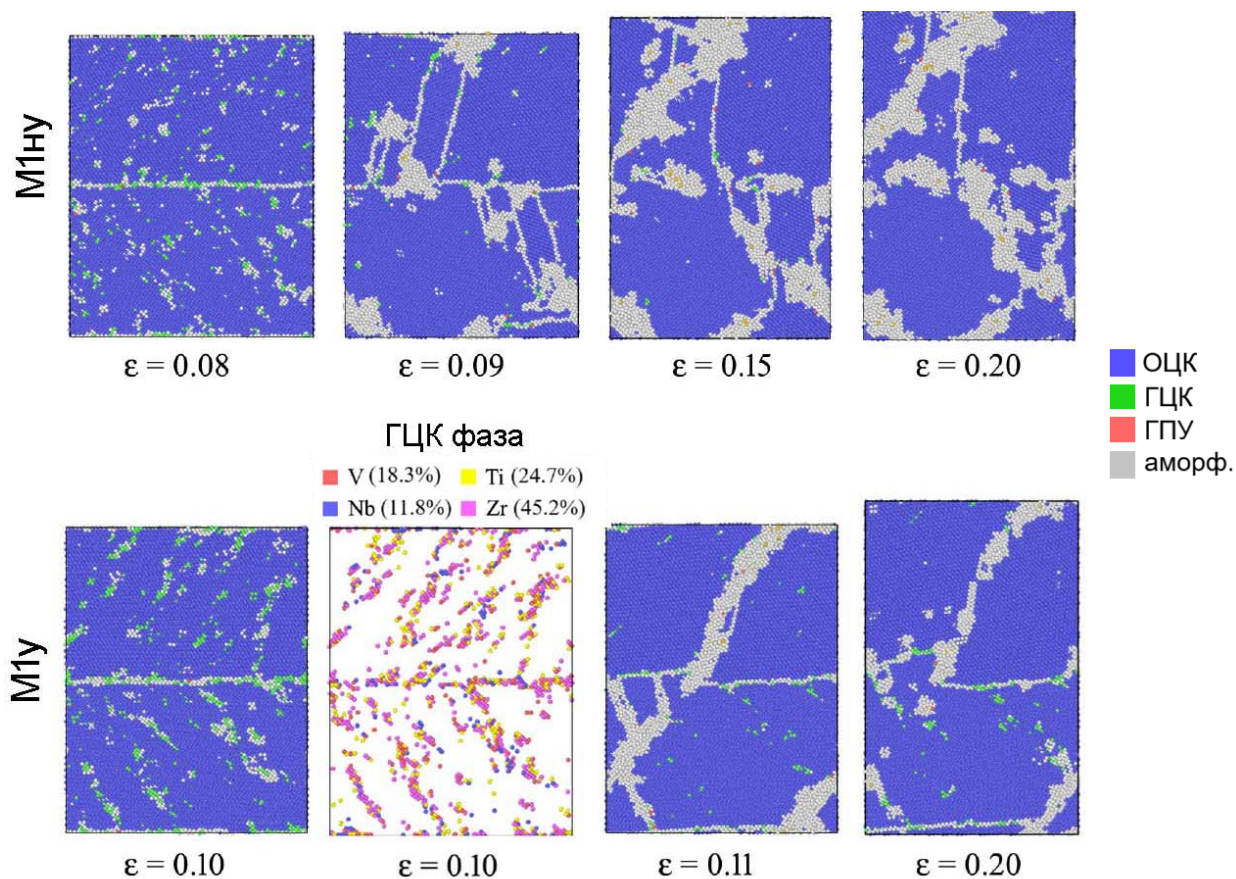 М1ну
ε = 0.08
ε = 0.09
ε = 0.15
ε = 0.20
ОЦК
ГЦК
ГПУ
аморф.
ГЦК фаза
V (18.3%)
Ti (24.7%)
Nb (11.8%)
Zr (45.2%)
М1у
ε = 0.10
ε = 0.10
ε = 0.11
ε = 0.20